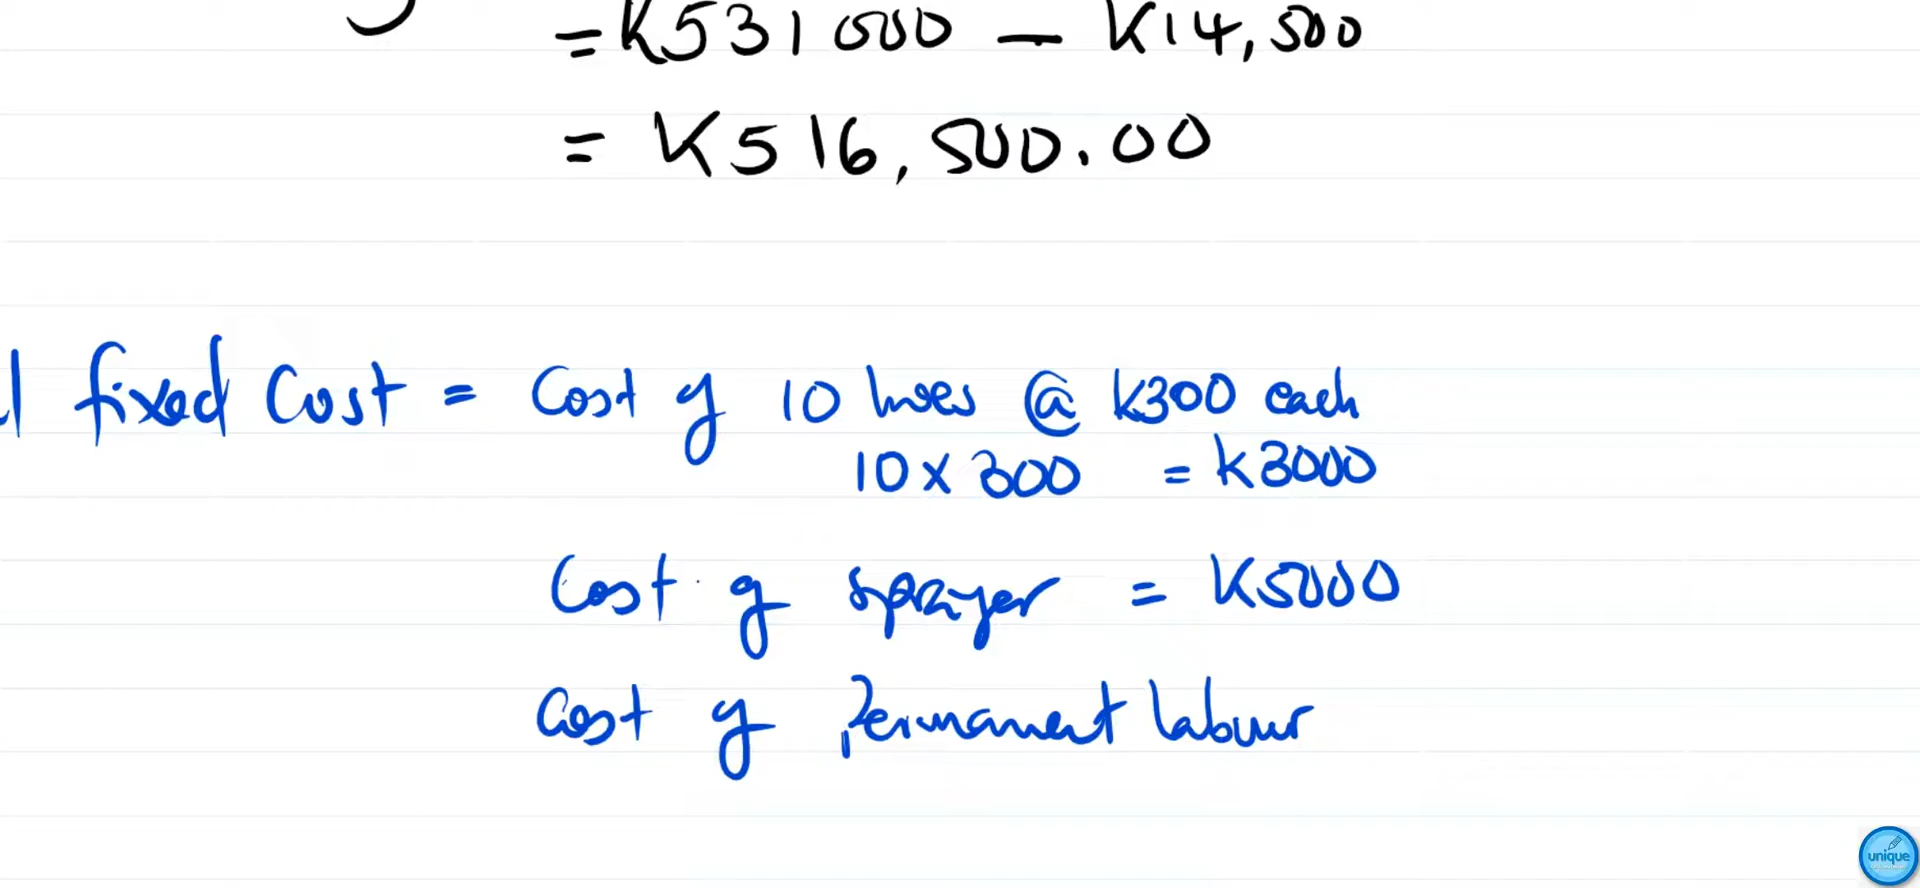 = K531 000 — K14,500
= K516,500.00
l fixed Cost = Cost of 10 hoes @ K300 each
10 x 300 = K3000
Cost of sprayer = K5000
Cost of Permanent labour
unique